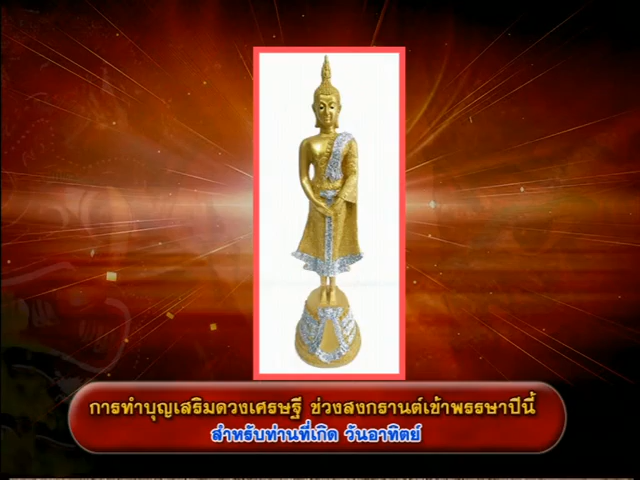 การทำบุญเสริมดวงเศรษฐี ช่วงสงกรานต์เข้าพรรษาปีนี้
สำหรับท่านที่เกิด วันอาทิตย์